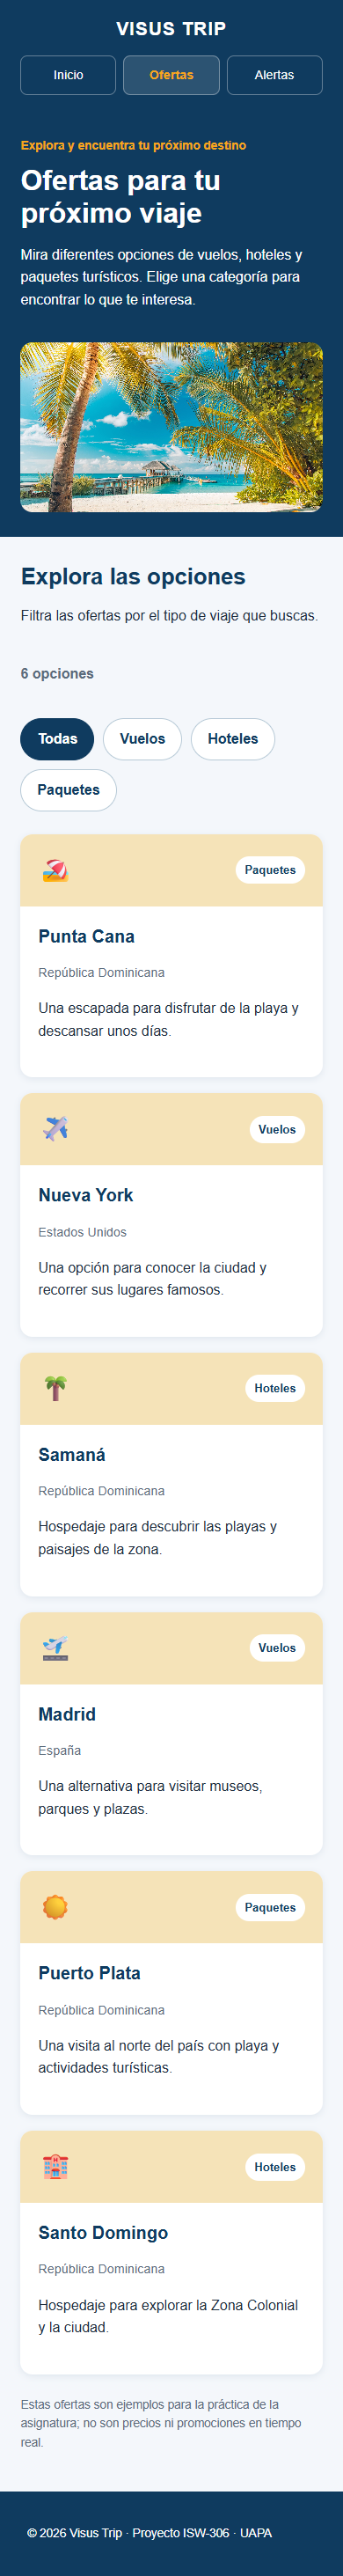 VISUS TRIP
Inicio
Ofertas
Alertas
Explora y encuentra tu próximo destino
Ofertas para tu
próximo viaje
Mira diferentes opciones de vuelos, hoteles y
paquetes turísticos. Elige una categoría para
encontrar lo que te interesa.
Explora las opciones
Filtra las ofertas por el tipo de viaje que buscas.
6 opciones
Todas
Vuelos
Hoteles
Paquetes
Paquetes
Punta Cana
República Dominicana
Una escapada para disfrutar de la playa y
descansar unos días.
Vuelos
Nueva York
Estados Unidos
Una opción para conocer la ciudad y
recorrer sus lugares famosos.
Hoteles
Samaná
República Dominicana
Hospedaje para descubrir las playas y
paisajes de la zona.
Vuelos
Madrid
España
Una alternativa para visitar museos,
parques y plazas.
Paquetes
Puerto Plata
República Dominicana
Una visita al norte del país con playa y
actividades turísticas.
Hoteles
Santo Domingo
República Dominicana
Hospedaje para explorar la Zona Colonial
y la ciudad.
Estas ofertas son ejemplos para la práctica de la
asignatura; no son precios ni promociones en tiempo
real.
© 2026 Visus Trip · Proyecto ISW-306 · UAPA